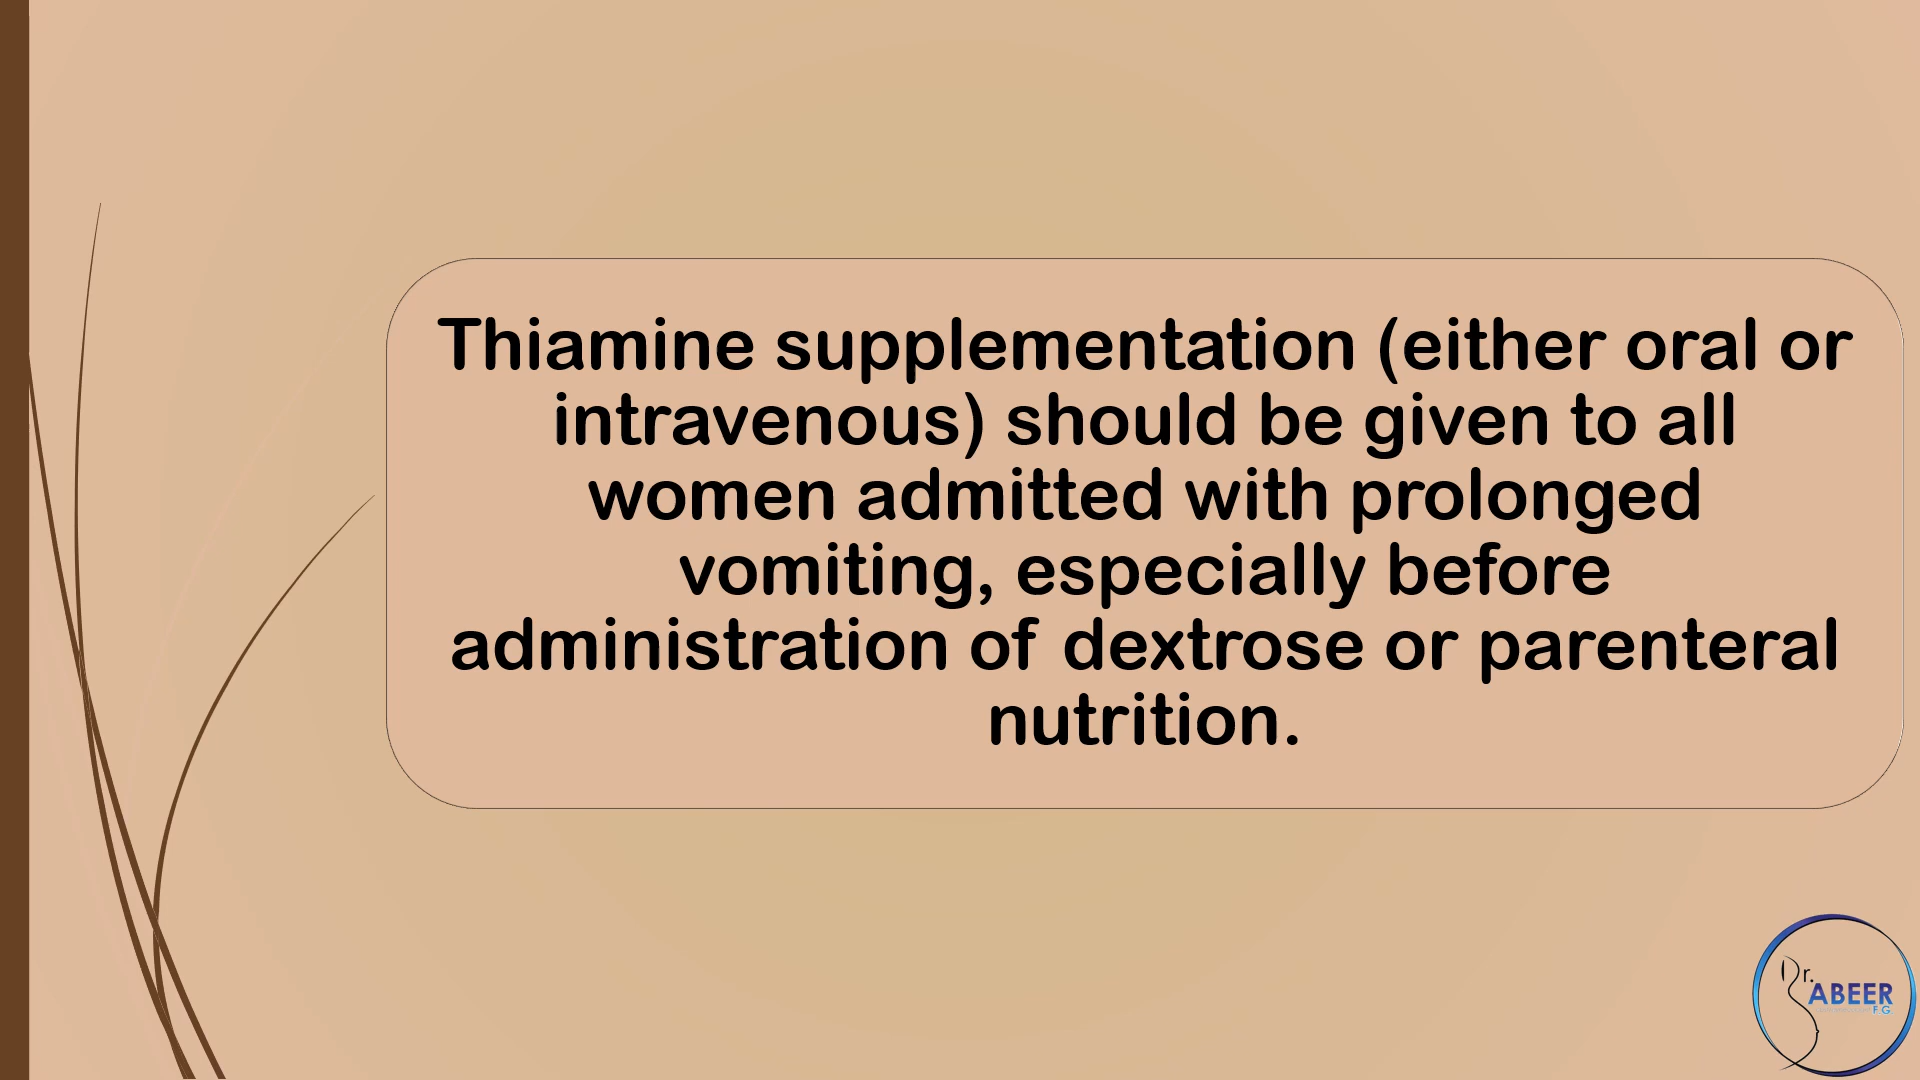 Thiamine supplementation (either oral or
intravenous) should be given to all
women admitted with prolonged
vomiting, especially before
administration of dextrose or parenteral
nutrition.
Dr.
ABEER
F.G